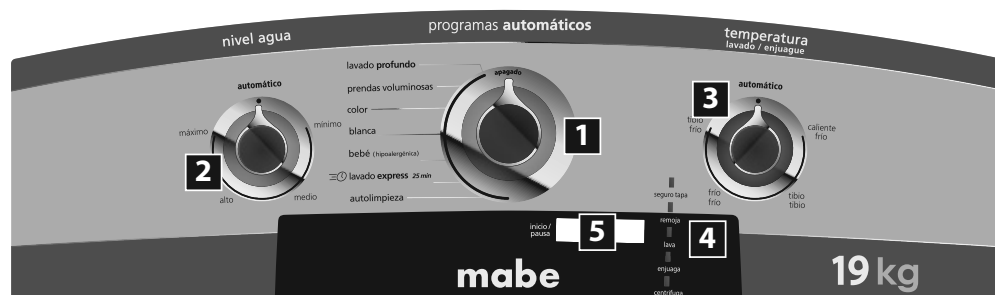 nivel agua
programas automáticos
temperatura
lavado / enjuague
automático
mínimo
medio
alto
máximo
2
apagado
lavado profundo
prendas voluminosas
color
blanca
bebé (hipoalergénica)
lavado express 25 min
autolimpieza
1
automático
3
tibio
frío
caliente
frío
frío
frío
tibio
tibio
inicio /
pausa
5
seguro tapa
remoja
lava
enjuaga
centrifuga
4
mabe
19 kg